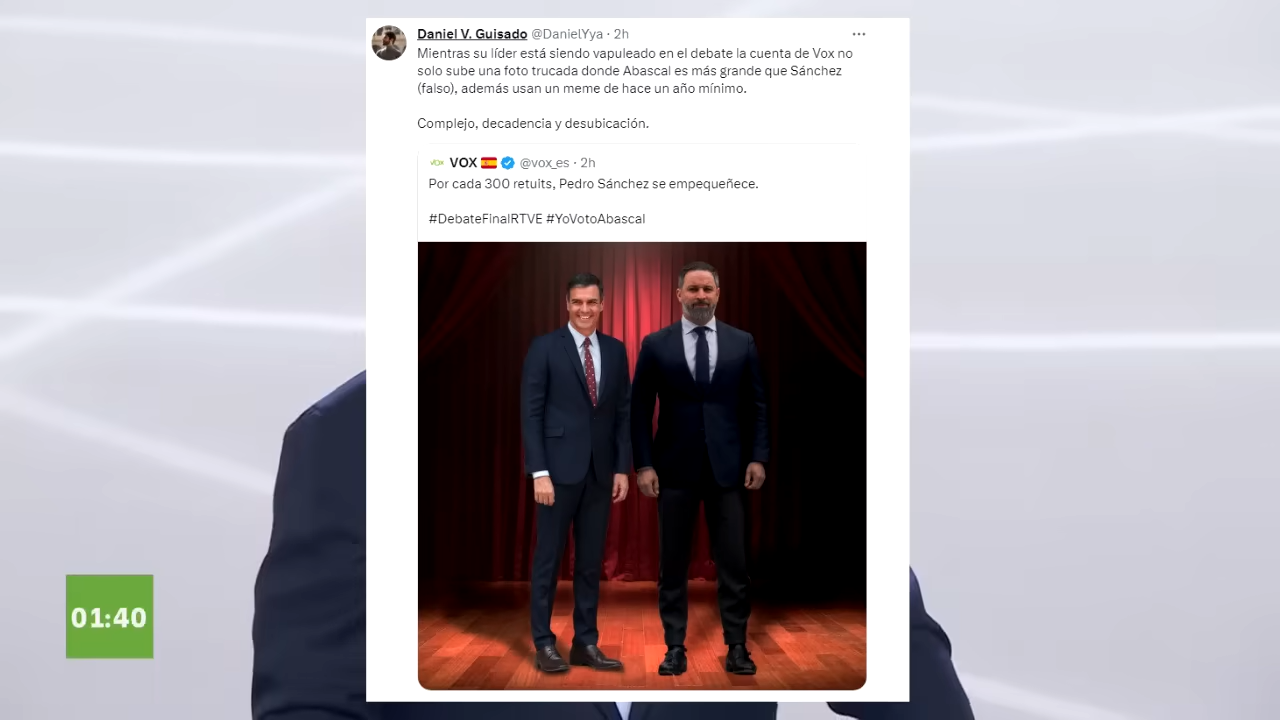 Daniel V. Guisado @DanielYya · 2h
Mientras su líder está siendo vapuleado en el debate la cuenta de Vox no
solo sube una foto trucada donde Abascal es más grande que Sánchez
(falso), además usan un meme de hace un año mínimo.
Complejo, decadencia y desubicación.
VOX VOX @vox_es · 2h
Por cada 300 retuits, Pedro Sánchez se empequeñece.
#DebateFinalRTVE #YoVotoAbascal
01:40